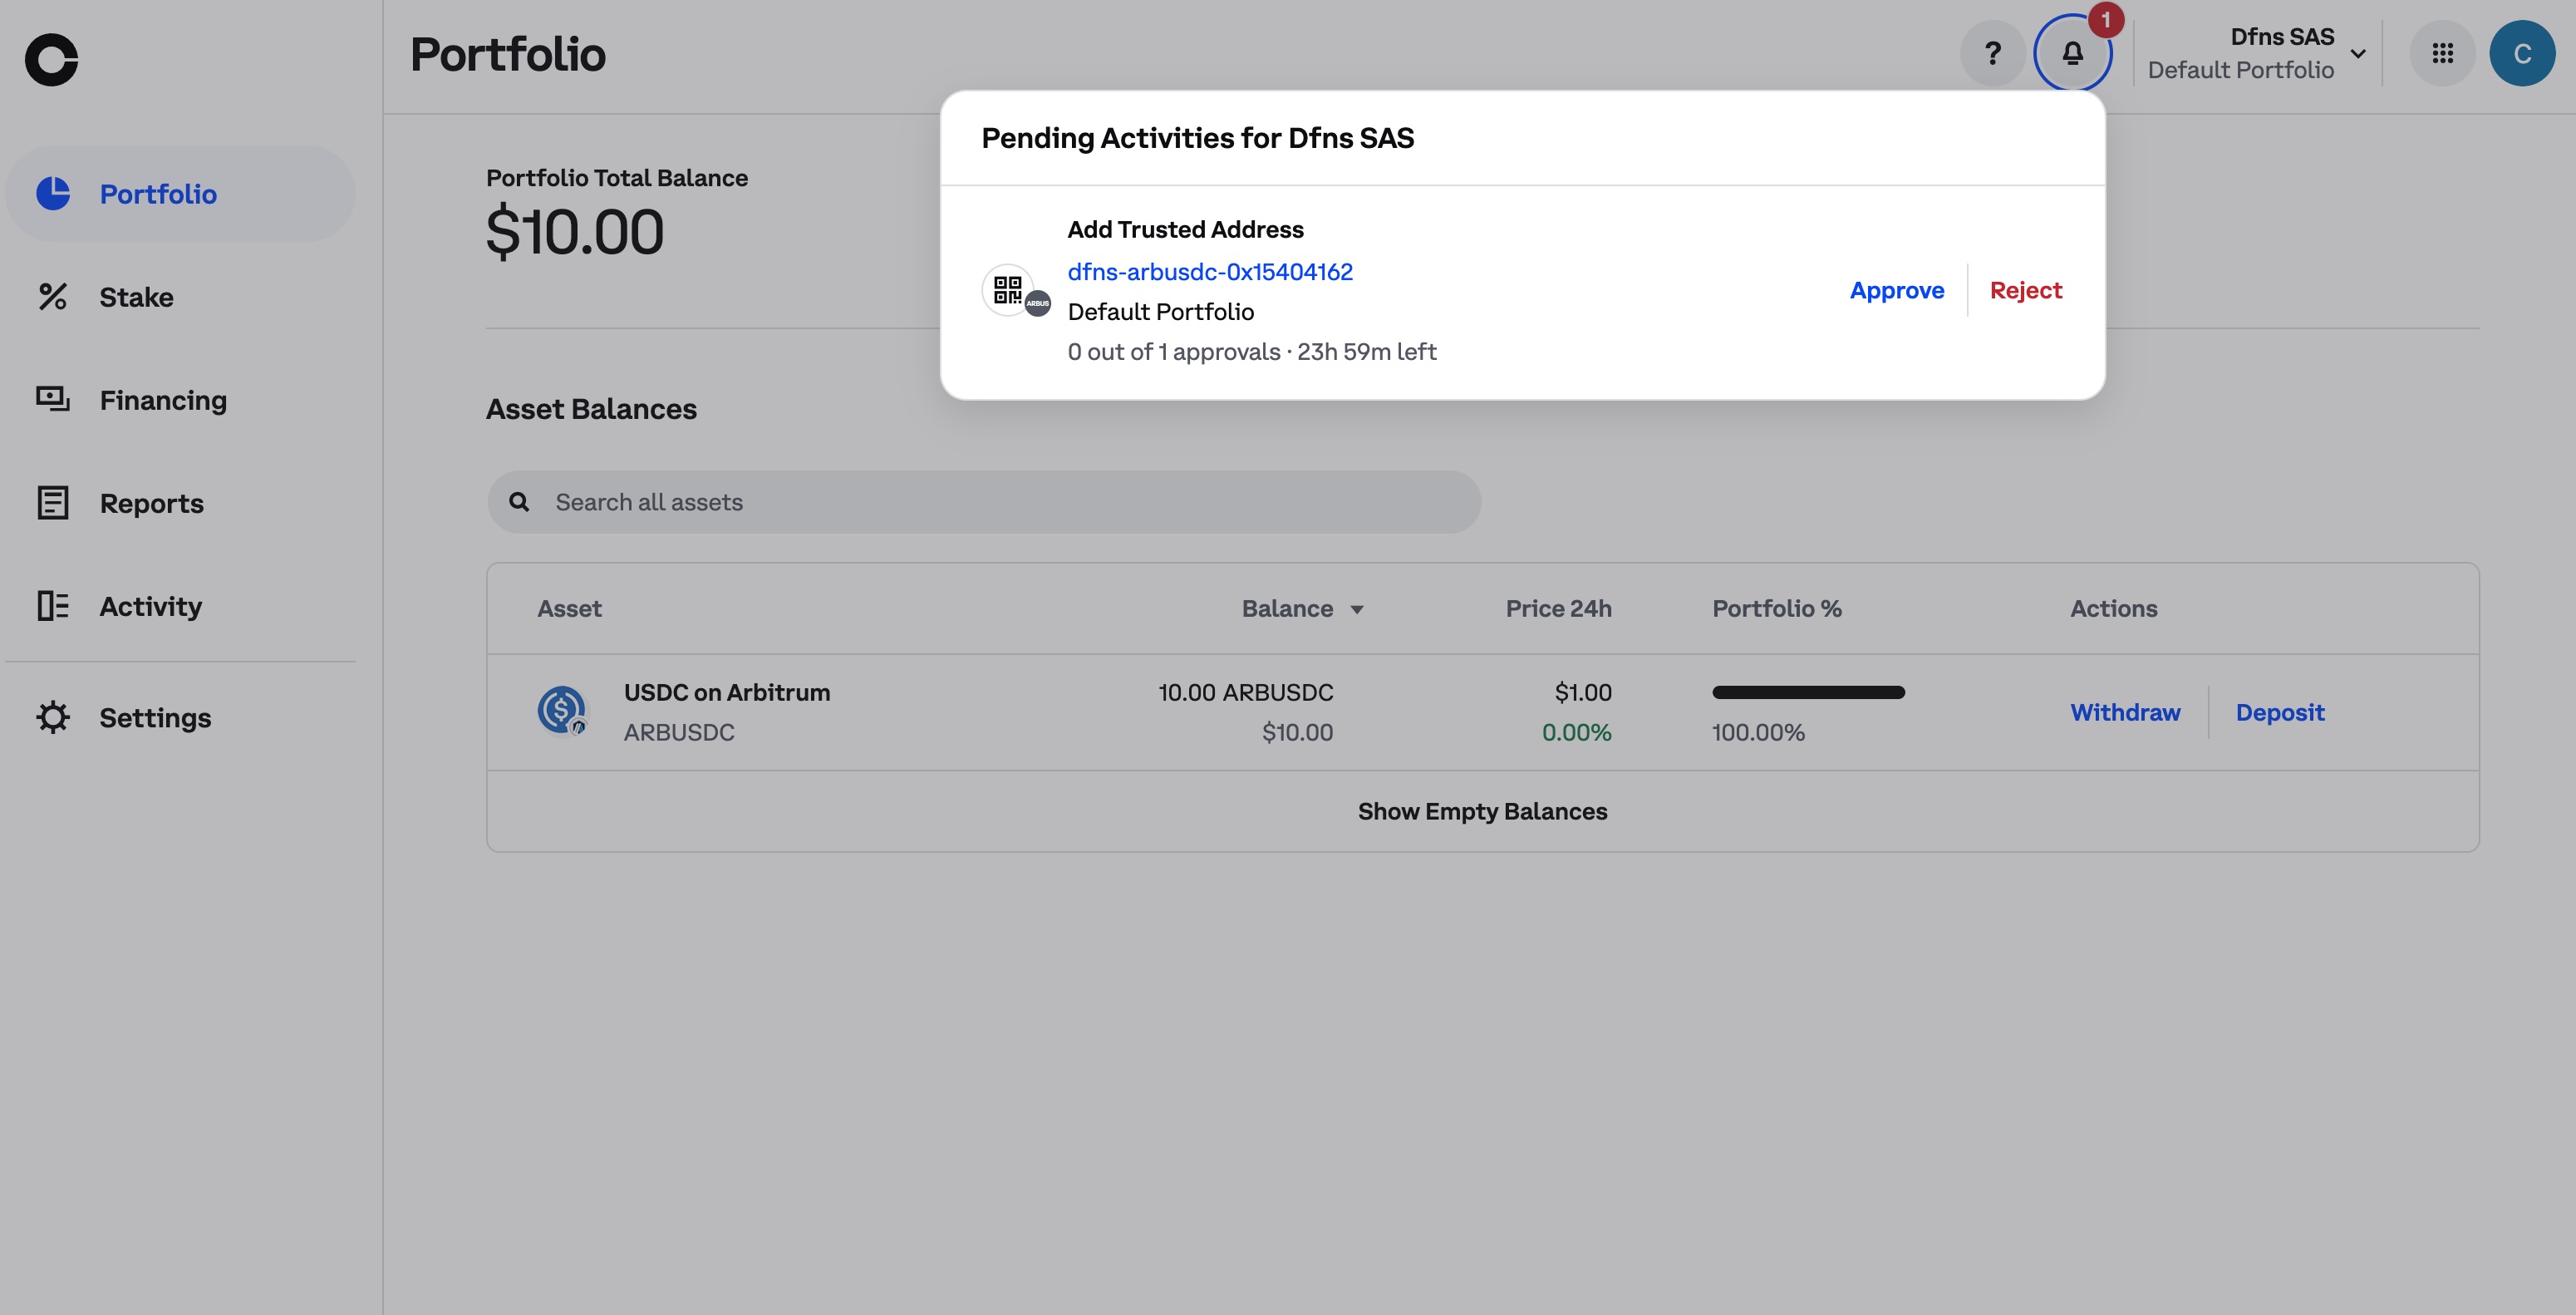 Portfolio
?
1
Dfns SAS
Default Portfolio
C
Portfolio
Stake
Financing
Reports
Activity
Settings
Portfolio Total Balance
$10.00
Pending Activities for Dfns SAS
Add Trusted Address
dfns-arbusdc-0x15404162
Default Portfolio
0 out of 1 approvals · 23h 59m left
ARBUS
Approve
Reject
Asset Balances
Search all assets
Asset
Balance
Price 24h
Portfolio %
Actions
USDC on Arbitrum
ARBUSDC
10.00 ARBUSDC
$10.00
$1.00
0.00%
100.00%
Withdraw
Deposit
Show Empty Balances